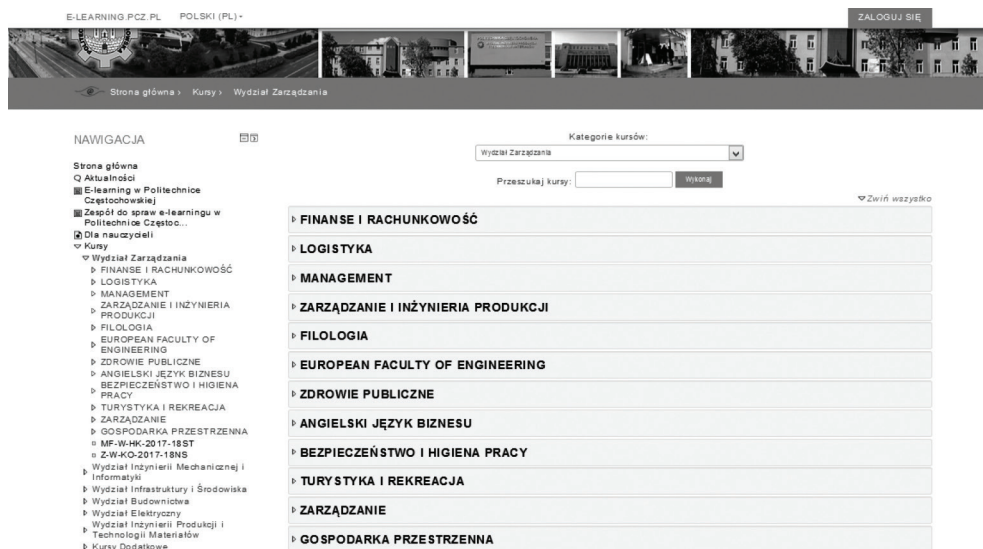 E-LEARNING.PCZ.PL POLSKI (PL)
ZALOGUJ SIĘ
Strona główna › Kursy › Wydział Zarządzania
NAWIGACJA
Strona główna
Aktualności
E-learning w Politechnice
Częstochowskiej
Zespół do spraw e-learningu w
Politechnice Częstoc...
Dla nauczycieli
Kursy
Wydział Zarządzania
FINANSE I RACHUNKOWOŚĆ
LOGISTYKA
MANAGEMENT
ZARZĄDZANIE I INŻYNIERIA
PRODUKCJI
FILOLOGIA
EUROPEAN FACULTY OF
ENGINEERING
ZDROWIE PUBLICZNE
ANGIELSKI JĘZYK BIZNESU
BEZPIECZEŃSTWO I HIGIENA
PRACY
TURYSTYKA I REKREACJA
ZARZĄDZANIE
GOSPODARKA PRZESTRZENNA
MF-W-HK-2017-18ST
Z-W-KO-2017-18NS
Wydział Inżynierii Mechanicznej i
Informatyki
Wydział Infrastruktury i Środowiska
Wydział Budownictwa
Wydział Elektryczny
Wydział Inżynierii Produkcji i
Technologii Materiałów
Kursy Dodatkowe
Kategorie kursów:
Wydział Zarządzania
Przeszukaj kursy: Wykonaj
Zwiń wszystko
FINANSE I RACHUNKOWOŚĆ
LOGISTYKA
MANAGEMENT
ZARZĄDZANIE I INŻYNIERIA PRODUKCJI
FILOLOGIA
EUROPEAN FACULTY OF ENGINEERING
ZDROWIE PUBLICZNE
ANGIELSKI JĘZYK BIZNESU
BEZPIECZEŃSTWO I HIGIENA PRACY
TURYSTYKA I REKREACJA
ZARZĄDZANIE
GOSPODARKA PRZESTRZENNA